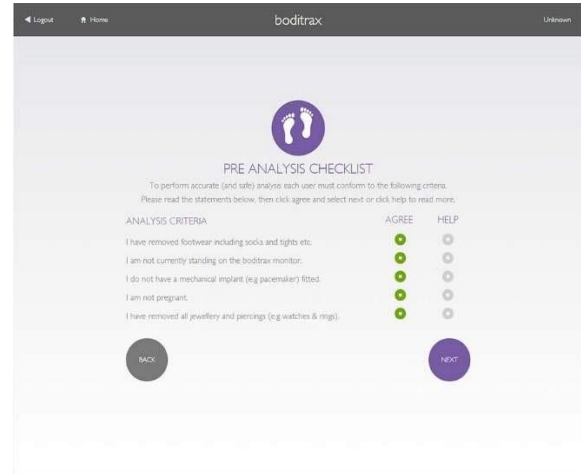 Logout Home boditrax Unknown
PRE ANALYSIS CHECKLIST
To perform accurate (and safe) analyse each user must conform to the following criteria.
Please read the statements below, then click agree and select next or click help to read more.
ANALYSIS CRITERIA AGREE HELP
I have removed footwear including socks and tights etc.
I am not currently standing on the boditrax monitor.
I do not have a mechanical implant (e.g pacemaker) fitted.
I am not pregnant.
I have removed all jewellery and piercings (e.g watches & rings).
BACK NEXT